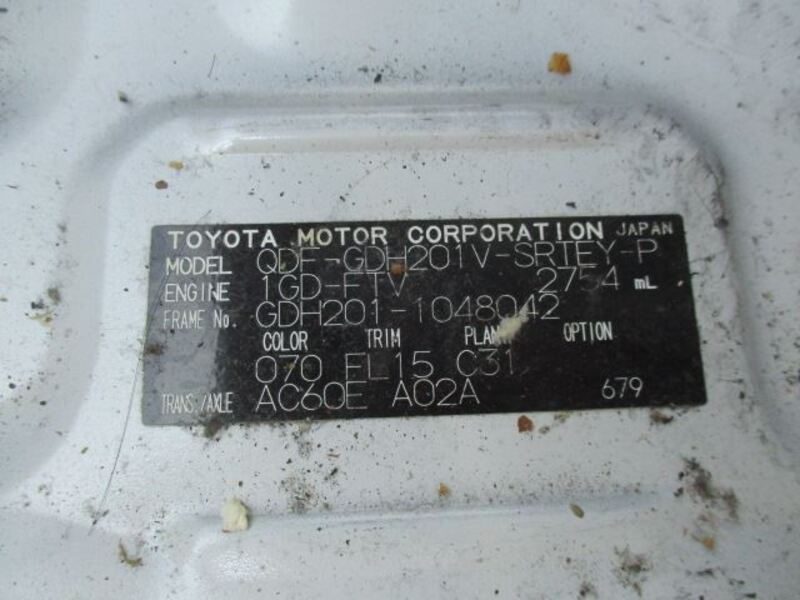 TOYOTA MOTOR CORPORATION JAPAN
MODEL QDF-GDH201V-SRTEY-P
ENGINE 1GD-FTV 2754 mL
FRAME No. GDH201-1048042
COLOR TRIM PLANT OPTION
070 FL15 C31
TRANS./AXLE AC60E A02A 679